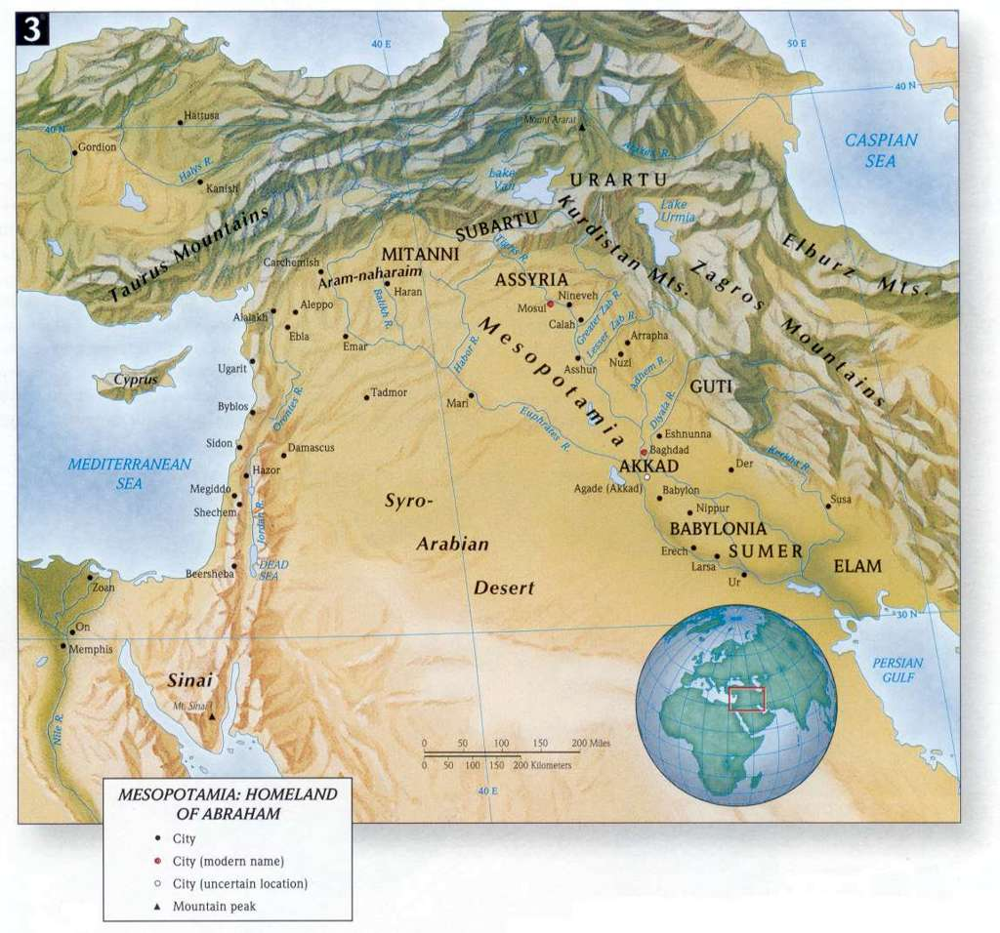 3
40 E
50 E
40 N
40 N
Hattusa
Gordion
Halys R.
Kanish
Mount Ararat
Araxes R.
CASPIAN
SEA
Lake
Van
URARTU
Lake
Urmia
Taurus Mountains
SUBARTU
Kurdistan Mts.
Elburz Mts.
Zagros Mountains
Tigris R.
MITANNI
Carchemish
Aram-naharaim
Haran
Balikh R.
ASSYRIA
Nineveh
Mosul
Calah
Greater Zab R.
Lesser Zab R.
Alalakh
Aleppo
Ebla
Emar
Habor R.
Mesopotamia
Arrapha
Nuzi
Asshur
Adhem R.
Cyprus
Ugarit
Tadmor
Mari
GUTI
Byblos
Orontes R.
Euphrates R.
Diyala R.
Eshnunna
Sidon
Damascus
Baghdad
Kerkha R.
MEDITERRANEAN
SEA
Hazor
AKKAD
Der
Megiddo
Agade (Akkad)
Babylon
Susa
Shechem
Jordan R.
Syro-
Nippur
BABYLONIA
Arabian
Erech
SUMER
Larsa
ELAM
DEAD
SEA
Beersheba
Desert
Ur
Zoan
30 N
On
Memphis
PERSIAN
GULF
Sinai
Mt. Sinai
Nile R.
0 50 100 150 200 Miles
0 50 100 150 200 Kilometers
40 E
MESOPOTAMIA: HOMELAND
OF ABRAHAM
City
City (modern name)
City (uncertain location)
Mountain peak